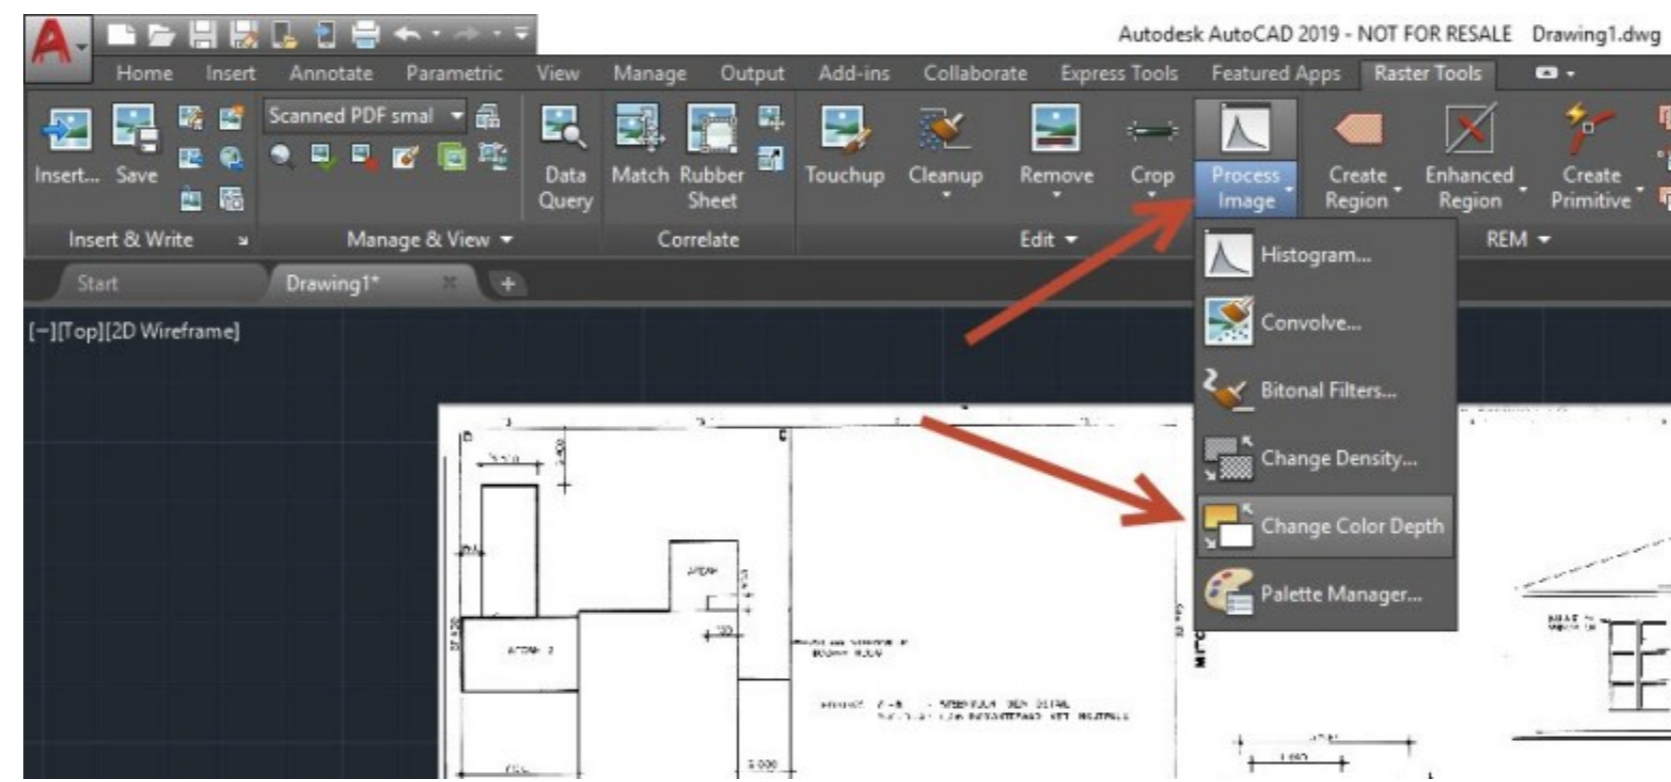 Autodesk AutoCAD 2019 - NOT FOR RESALE Drawing1.dwg
Home Insert Annotate Parametric View Manage Output Add-ins Collaborate Express Tools Featured Apps Raster Tools
Scanned PDF smal
Insert... Save Data Query Match Rubber Sheet Touchup Cleanup Remove Crop Process Image Create Region Enhanced Region Create Primitive
Insert & Write Manage & View Correlate Edit REM
Start Drawing1*
[−][Top][2D Wireframe]
Histogram...
Convolve...
Bitonal Filters...
Change Density...
Change Color Depth
Palette Manager...